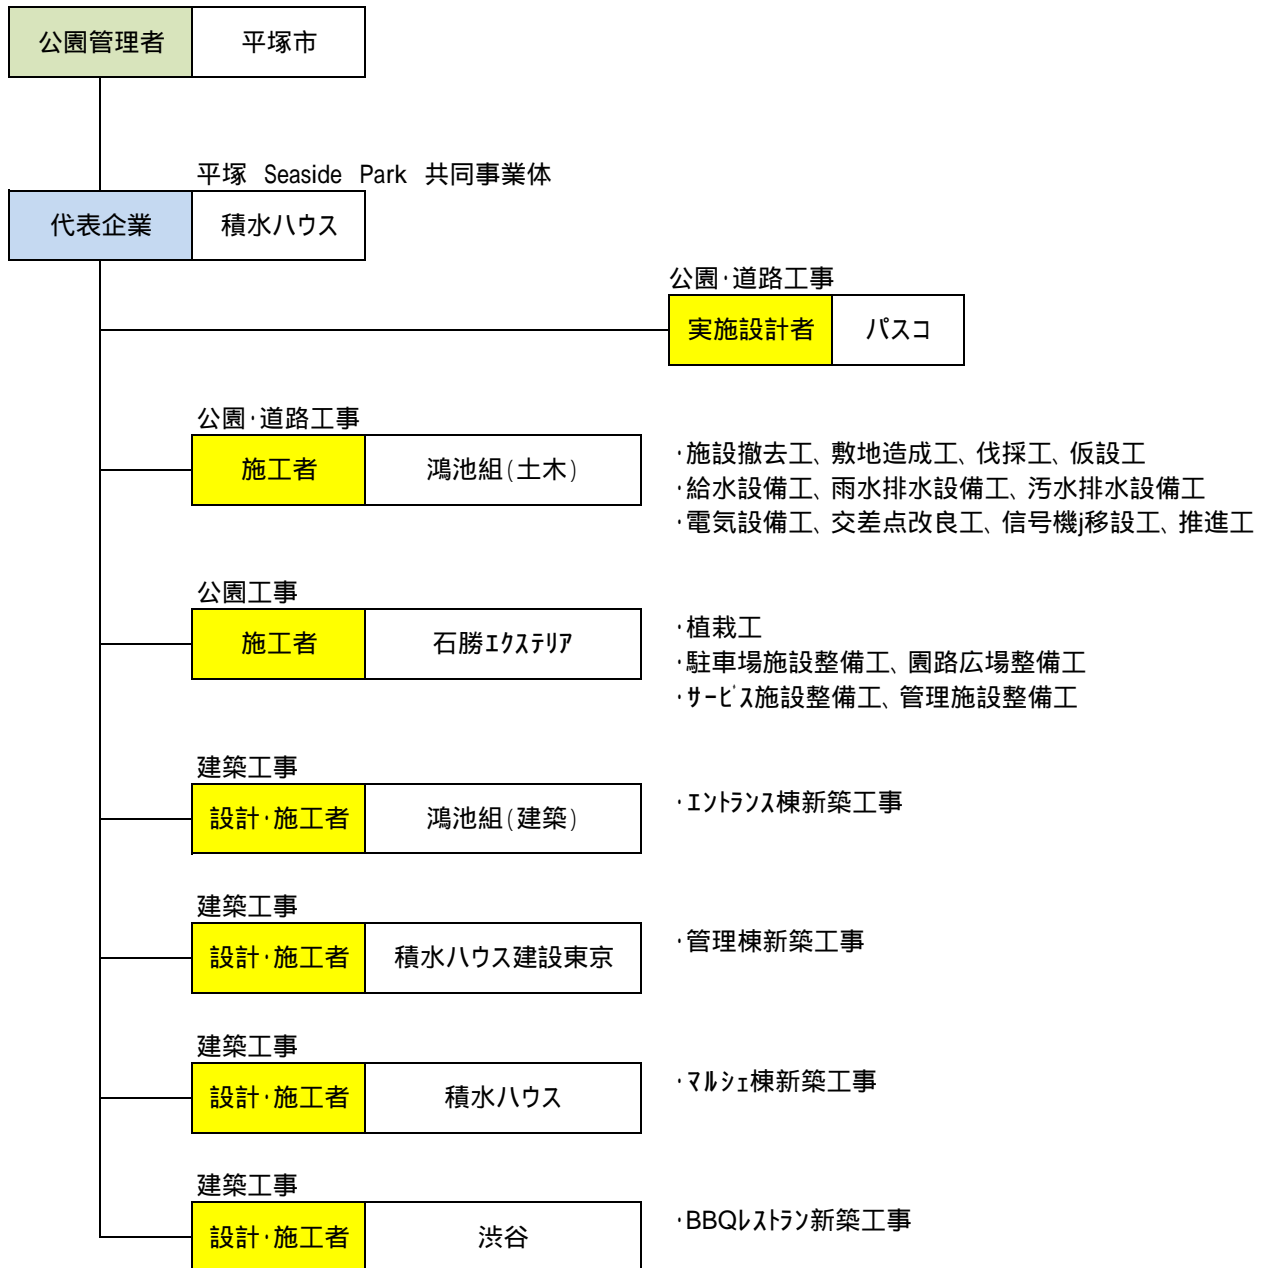 公園管理者 平塚市
平塚 Seaside Park 共同事業体
代表企業 積水ハウス
公園・道路工事
実施設計者 パスコ
公園・道路工事
施工者 鴻池組(土木)
・施設撤去工、敷地造成工、伐採工、仮設工
・給水設備工、雨水排水設備工、汚水排水設備工
・電気設備工、交差点改良工、信号機j移設工、推進工
公園工事
施工者 石勝ｴｸｽﾃﾘｱ
・植栽工
・駐車場施設整備工、園路広場整備工
・ｻｰﾋﾞｽ施設整備工、管理施設整備工
建築工事
設計・施工者 鴻池組(建築)
・ｴﾝﾄﾗﾝｽ棟新築工事
建築工事
設計・施工者 積水ハウス建設東京
・管理棟新築工事
建築工事
設計・施工者 積水ハウス
・ﾏﾙｼｪ棟新築工事
建築工事
設計・施工者 渋谷
・BBQﾚｽﾄﾗﾝ新築工事